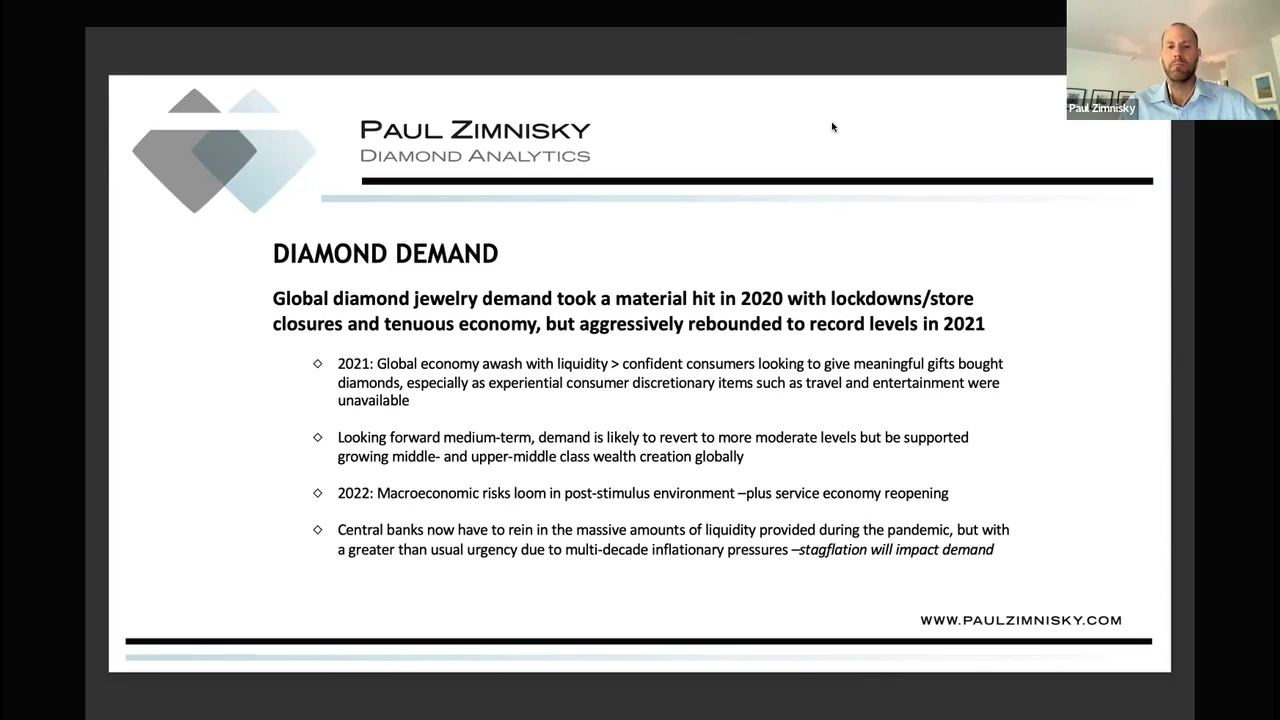 Paul Zimnisky
PAUL ZIMNISKY
DIAMOND ANALYTICS
DIAMOND DEMAND
Global diamond jewelry demand took a material hit in 2020 with lockdowns/store
closures and tenuous economy, but aggressively rebounded to record levels in 2021
◇ 2021: Global economy awash with liquidity > confident consumers looking to give meaningful gifts bought
diamonds, especially as experiential consumer discretionary items such as travel and entertainment were
unavailable
◇ Looking forward medium-term, demand is likely to revert to more moderate levels but be supported
growing middle- and upper-middle class wealth creation globally
◇ 2022: Macroeconomic risks loom in post-stimulus environment –plus service economy reopening
◇ Central banks now have to rein in the massive amounts of liquidity provided during the pandemic, but with
a greater than usual urgency due to multi-decade inflationary pressures –stagflation will impact demand
WWW.PAULZIMNISKY.COM